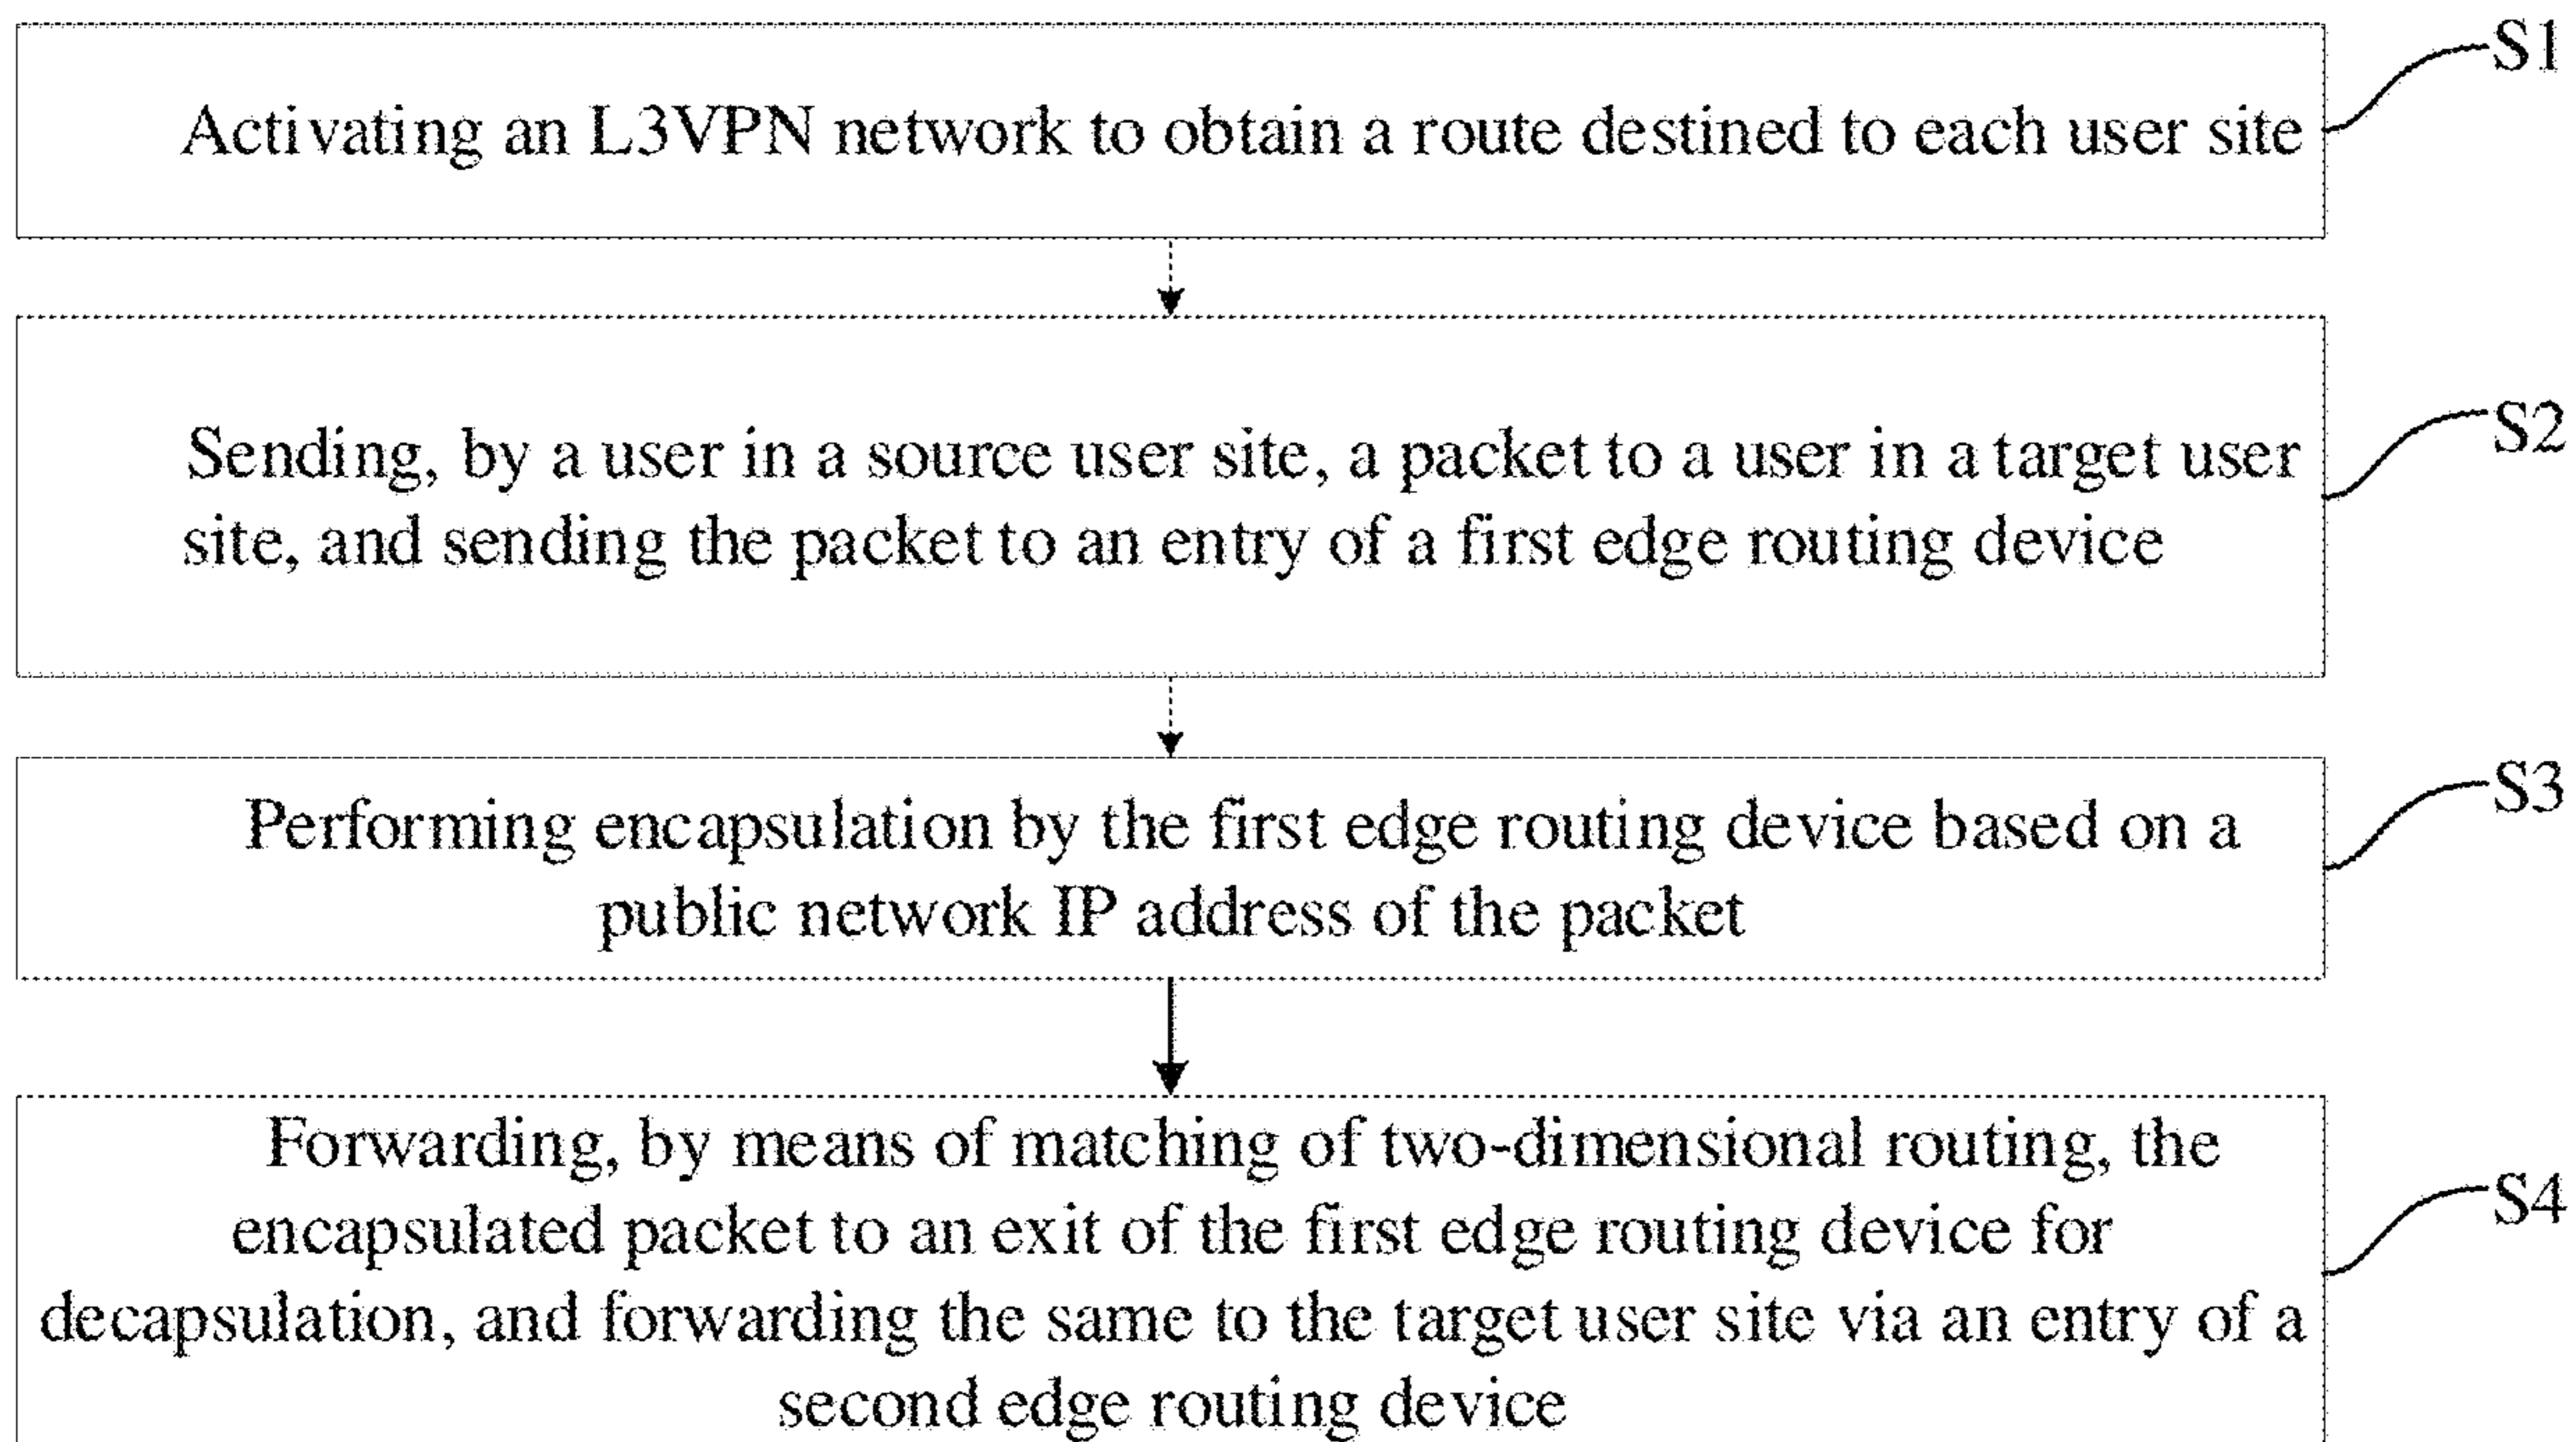 S1
Activating an L3VPN network to obtain a route destined to each user site
S2
Sending, by a user in a source user site, a packet to a user in a target user
site, and sending the packet to an entry of a first edge routing device
S3
Performing encapsulation by the first edge routing device based on a
public network IP address of the packet
S4
Forwarding, by means of matching of two-dimensional routing, the
encapsulated packet to an exit of the first edge routing device for
decapsulation, and forwarding the same to the target user site via an entry of a
second edge routing device